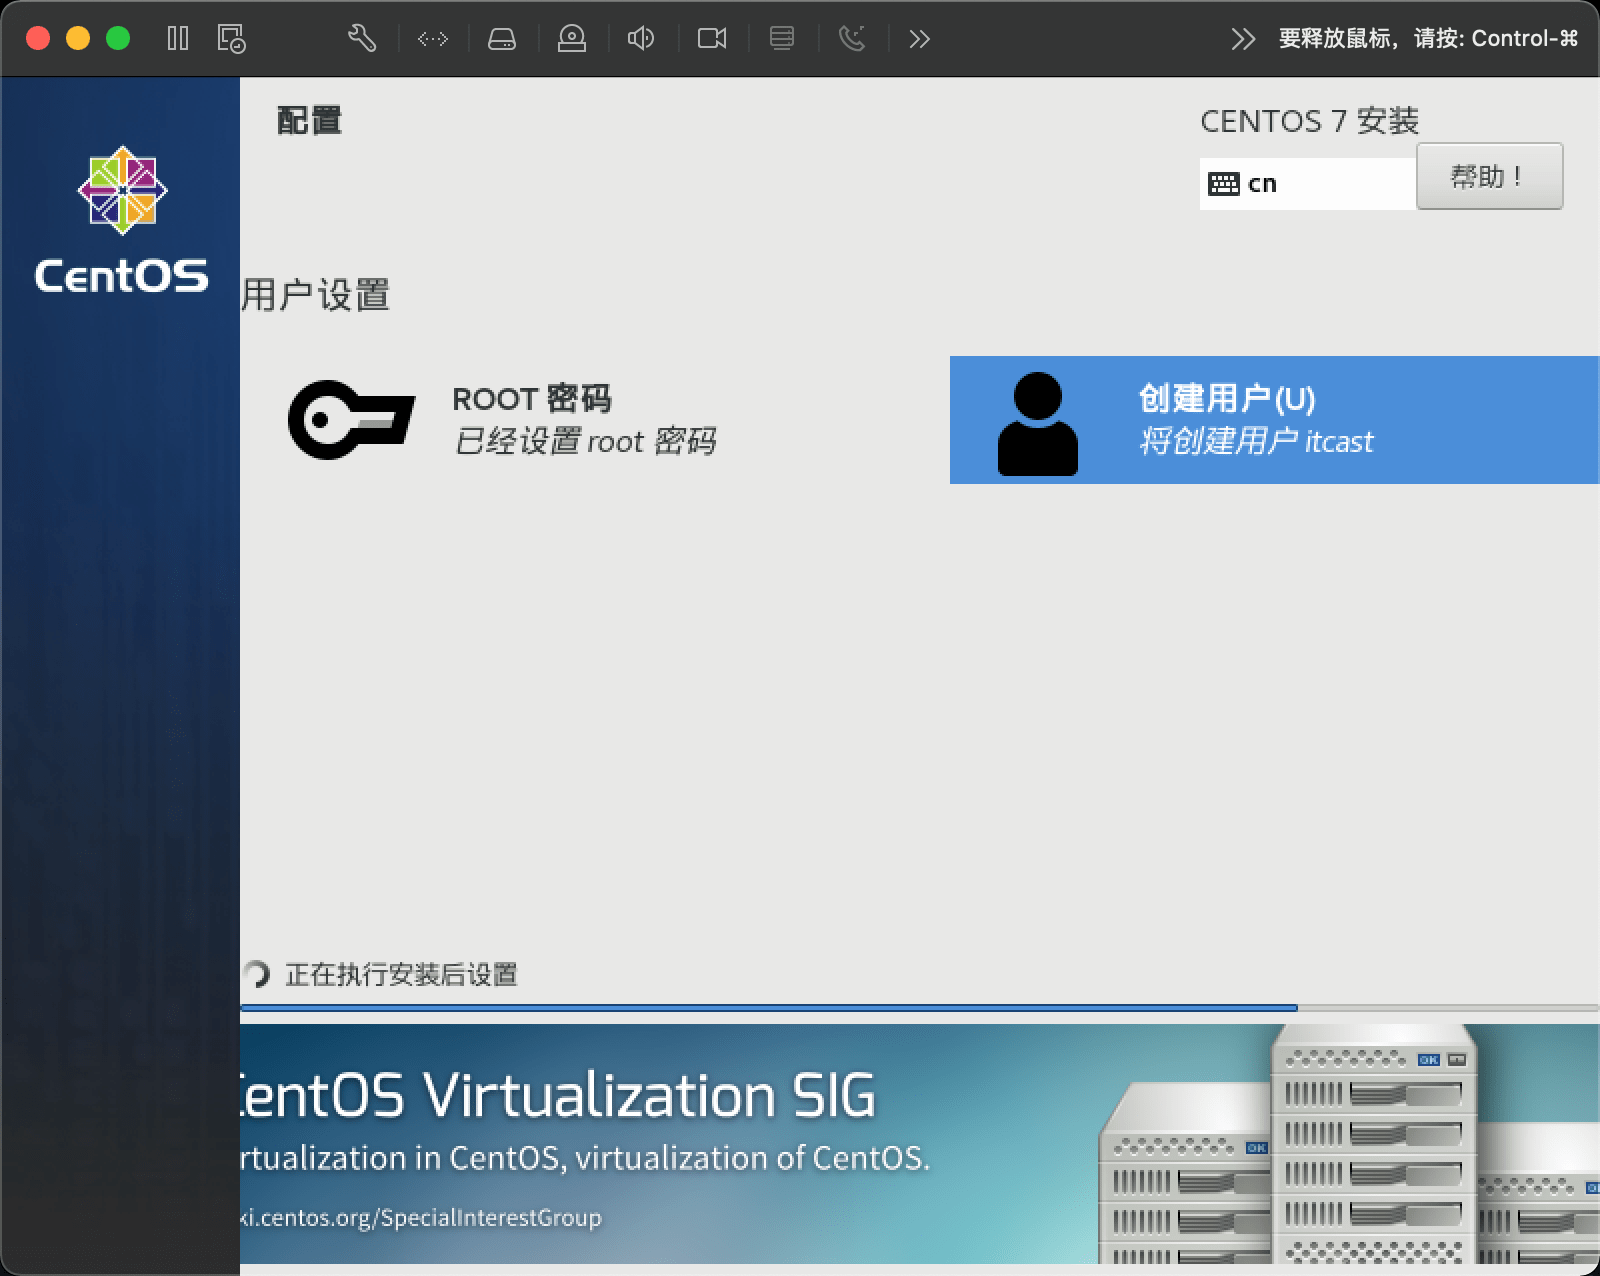 要释放鼠标，请按: Control-⌘
CentOS
配置
CENTOS 7 安装
cn
帮助！
用户设置
ROOT 密码
已经设置 root 密码
创建用户(U)
将创建用户 itcast
正在执行安装后设置
CentOS Virtualization SIG
rtualization in CentOS, virtualization of CentOS.
ki.centos.org/SpecialInterestGroup
OK
OK